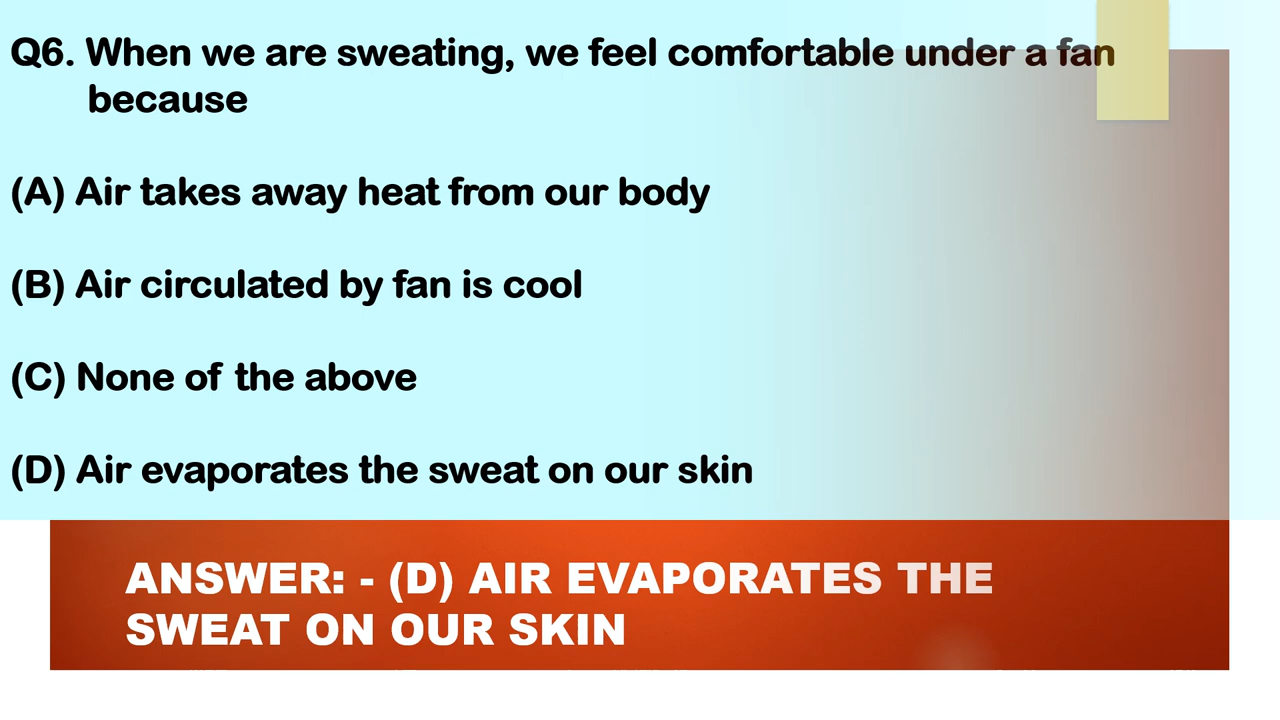 Q6. When we are sweating, we feel comfortable under a fan
because
(A) Air takes away heat from our body
(B) Air circulated by fan is cool
(C) None of the above
(D) Air evaporates the sweat on our skin
ANSWER: - (D) AIR EVAPORATES THE
SWEAT ON OUR SKIN